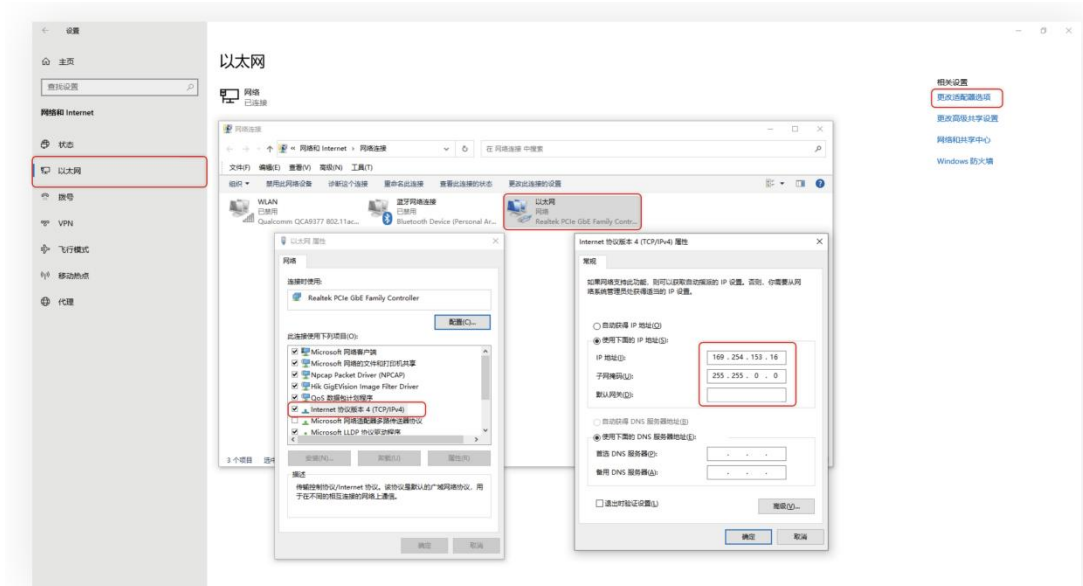 设置
主页
查找设置
网络和 Internet
状态
以太网
拨号
VPN
飞行模式
移动热点
代理
以太网
网络
已连接
相关设置
更改适配器选项
更改高级共享设置
网络和共享中心
Windows 防火墙
网络连接
« 网络和 Internet › 网络连接
在 网络连接 中搜索
文件(F) 编辑(E) 查看(V) 高级(N) 工具(T)
组织 禁用此网络设备 诊断这个连接 重命名此连接 查看此连接的状态 更改此连接的设置
WLAN
已禁用
Qualcomm QCA9377 802.11ac...
蓝牙网络连接
已禁用
Bluetooth Device (Personal Ar...
以太网
网络
Realtek PCIe GbE Family Contr...
3 个项目 选中
以太网 属性
网络
连接时使用:
Realtek PCIe GbE Family Controller
配置(C)...
此连接使用下列项目(O):
Microsoft 网络客户端
Microsoft 网络的文件和打印机共享
Npcap Packet Driver (NPCAP)
Hik GigEVision Image Filter Driver
QoS 数据包计划程序
Internet 协议版本 4 (TCP/IPv4)
Microsoft 网络适配器多路传送器协议
Microsoft LLDP 协议驱动程序
安装(N)... 卸载(U) 属性(R)
描述
传输控制协议/Internet 协议。该协议是默认的广域网络协议，用
于在不同的相互连接的网络上通信。
确定 取消
Internet 协议版本 4 (TCP/IPv4) 属性
常规
如果网络支持此功能，则可以获取自动指派的 IP 设置。否则，你需要从网
络系统管理员处获得适当的 IP 设置。
自动获得 IP 地址(O)
使用下面的 IP 地址(S):
IP 地址(I): 169 . 254 . 153 . 16
子网掩码(U): 255 . 255 . 0 . 0
默认网关(D):
自动获得 DNS 服务器地址(B)
使用下面的 DNS 服务器地址(E):
首选 DNS 服务器(P): . . .
备用 DNS 服务器(A): . . .
退出时验证设置(L)
高级(V)...
确定 取消